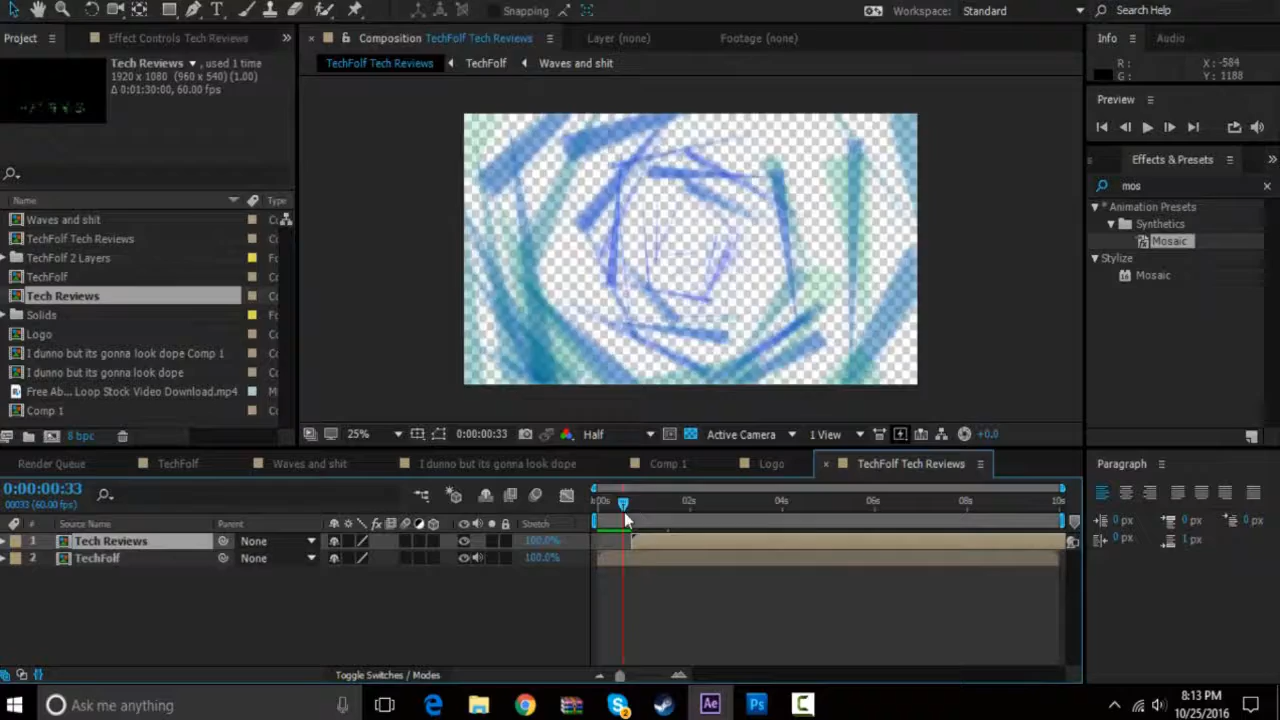 Snapping
Workspace: Standard
Search Help
Project
Effect Controls Tech Reviews
Composition TechFolf Tech Reviews
Layer (none)
Footage (none)
Info
Audio
Tech Reviews ▼, used 1 time
1920 x 1080 (960 x 540) (1.00)
Δ 0:01:30:00, 60.00 fps
TechFolf Tech Reviews
TechFolf
Waves and shit
R :
G :
X : -584
Y : 1188
Preview
Effects & Presets
mos
* Animation Presets
Synthetics
Mosaic
Stylize
Mosaic
Name
Type
Waves and shit
TechFolf Tech Reviews
TechFolf 2 Layers
TechFolf
Tech Reviews
Solids
Logo
I dunno but its gonna look dope Comp 1
I dunno but its gonna look dope
Free Ab... Loop Stock Video Download.mp4
Comp 1
8 bpc
25%
0:00:00:33
Half
Active Camera
1 View
+0.0
Render Queue
TechFolf
Waves and shit
I dunno but its gonna look dope
Comp 1
Logo
TechFolf Tech Reviews
Paragraph
0:00:00:33
00033 (60.00 fps)
02s
04s
06s
08s
10s
# Source Name
Parent
fx
Stretch
1 Tech Reviews
None
100.0%
2 TechFolf
None
100.0%
0 px
0 px
0 px
0 px
1 px
Toggle Switches / Modes
Ask me anything
8:13 PM
10/25/2016